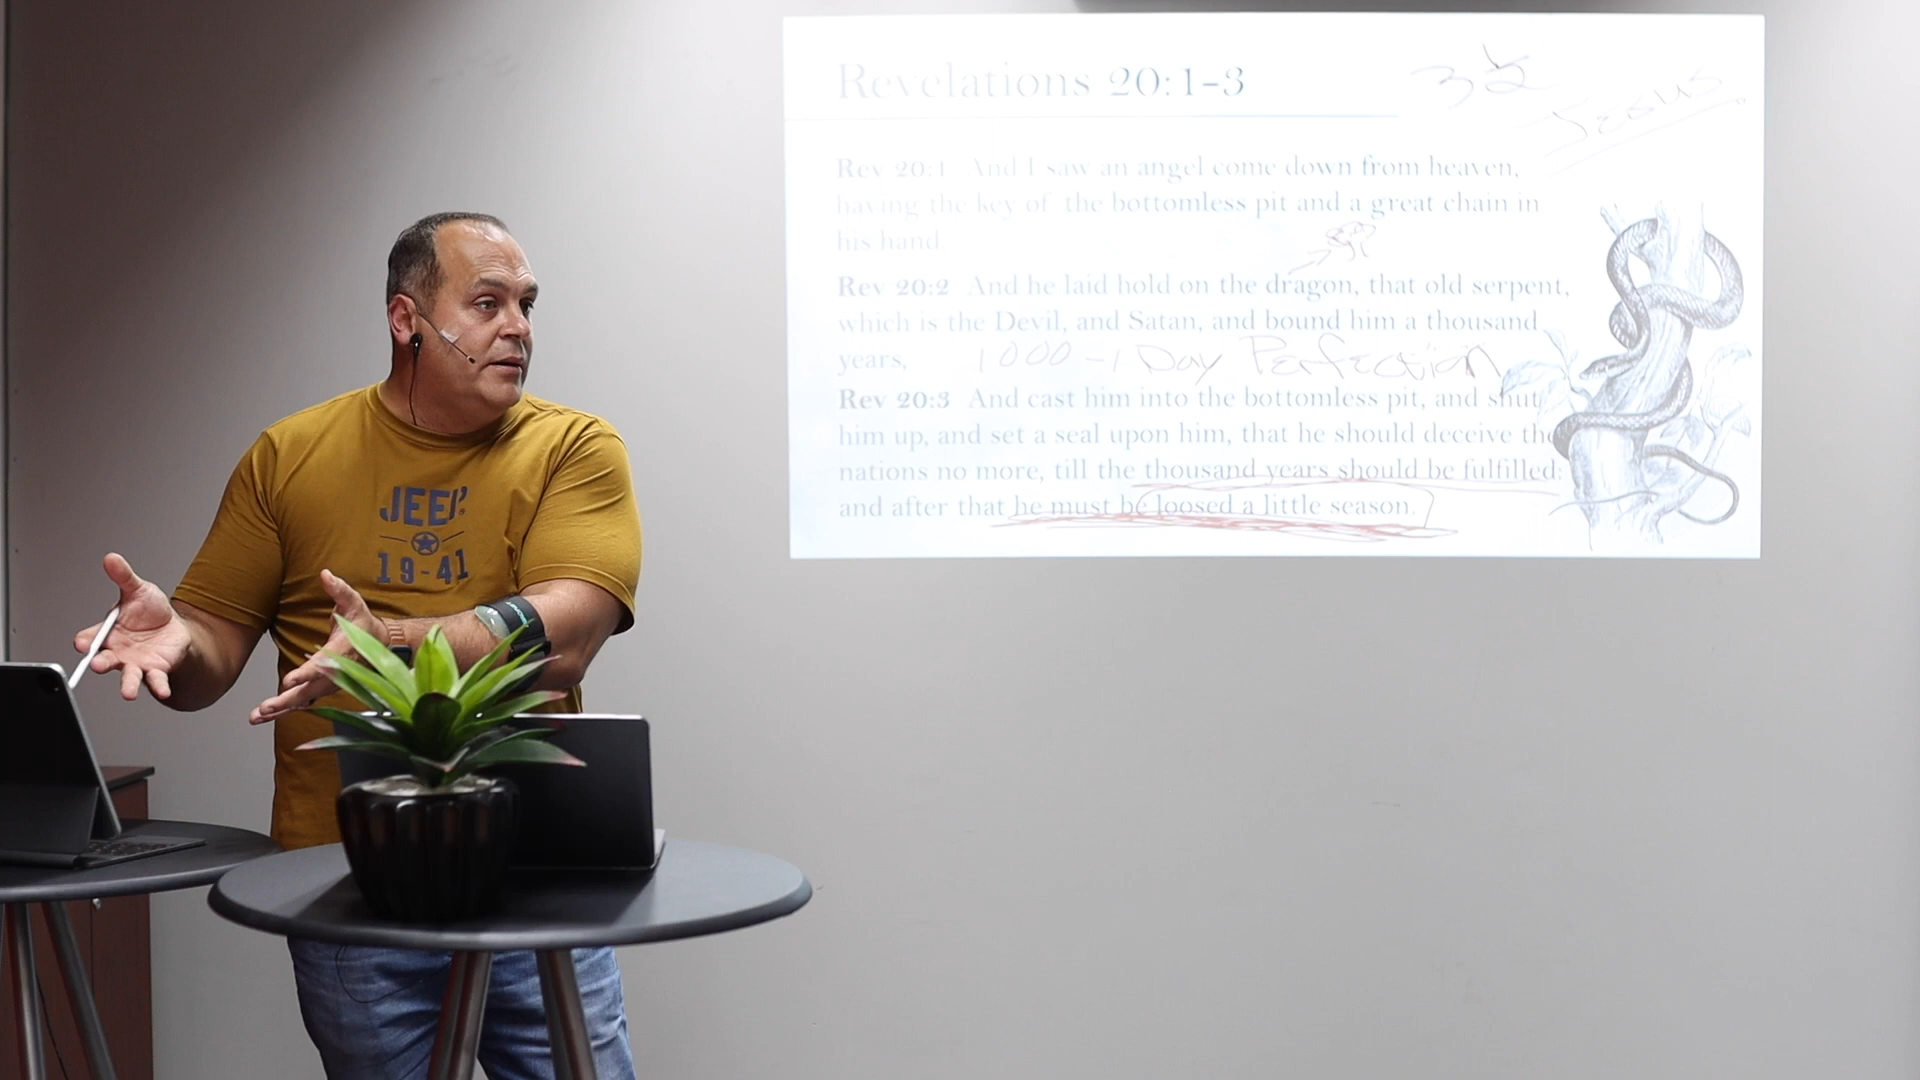 Revelations 20:1-3
3 1/2
Jesus
Rev 20:1 And I saw an angel come down from heaven,
having the key of the bottomless pit and a great chain in
his hand.
Rev 20:2 And he laid hold on the dragon, that old serpent,
which is the Devil, and Satan, and bound him a thousand
years,
1000 - 1 Day Perfection
Rev 20:3 And cast him into the bottomless pit, and shut
him up, and set a seal upon him, that he should deceive the
nations no more, till the thousand years should be fulfilled:
and after that he must be loosed a little season.
JEEP
19-41